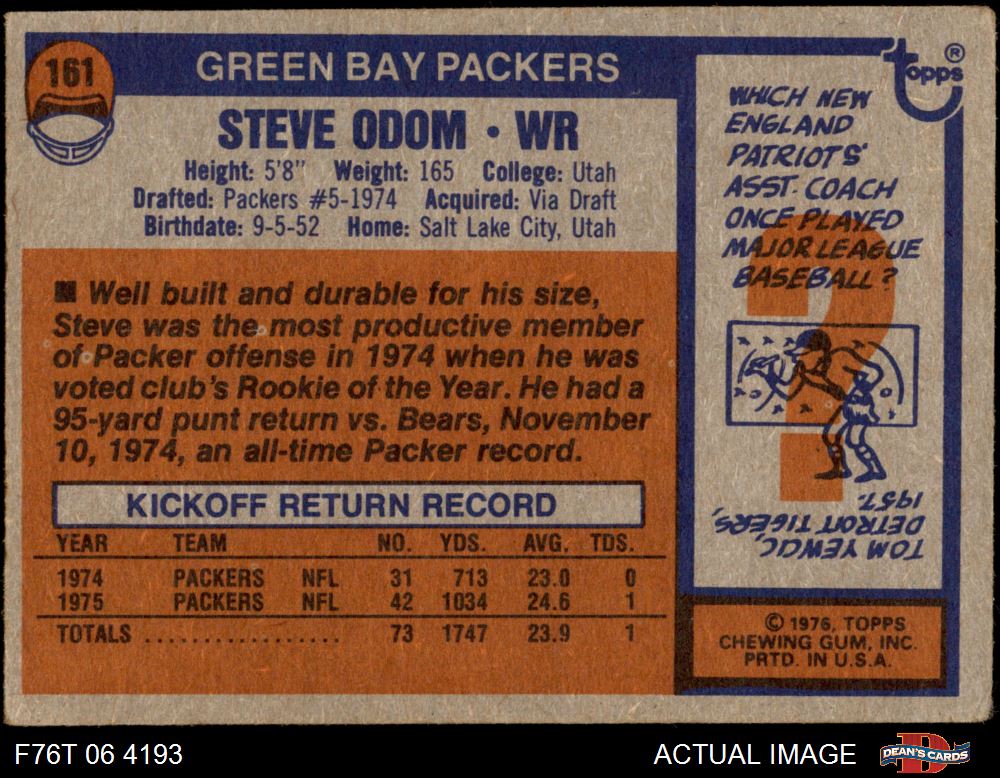 161
GREEN BAY PACKERS
STEVE ODOM • WR
Height: 5'8" Weight: 165 College: Utah
Drafted: Packers #5-1974 Acquired: Via Draft
Birthdate: 9-5-52 Home: Salt Lake City, Utah
■ Well built and durable for his size,
Steve was the most productive member
of Packer offense in 1974 when he was
voted club's Rookie of the Year. He had a
95-yard punt return vs. Bears, November
10, 1974, an all-time Packer record.
KICKOFF RETURN RECORD
YEAR TEAM NO. YDS. AVG. TDS.
1974 PACKERS NFL 31 713 23.0 0
1975 PACKERS NFL 42 1034 24.6 1
TOTALS .................. 73 1747 23.9 1
topps®
WHICH NEW
ENGLAND
PATRIOTS'
ASST. COACH
ONCE PLAYED
MAJOR LEAGUE
BASEBALL?
?
TOM YEWCIC,
DETROIT TIGERS,
1957.
© 1976, TOPPS
CHEWING GUM, INC.
PRTD. IN U.S.A.
F76T 06 4193
ACTUAL IMAGE
DEAN'S CARDS